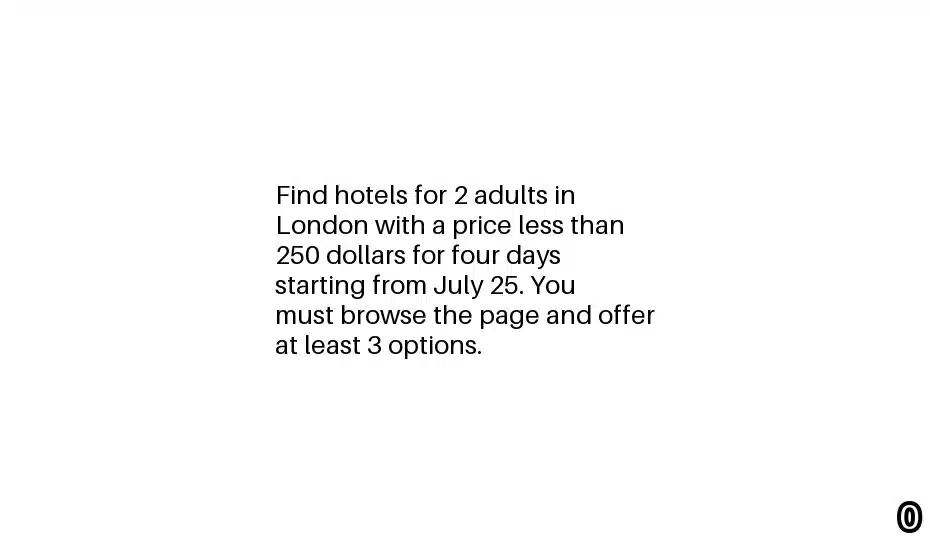 Find hotels for 2 adults in
London with a price less than
250 dollars for four days
starting from July 25. You
must browse the page and offer
at least 3 options.
0